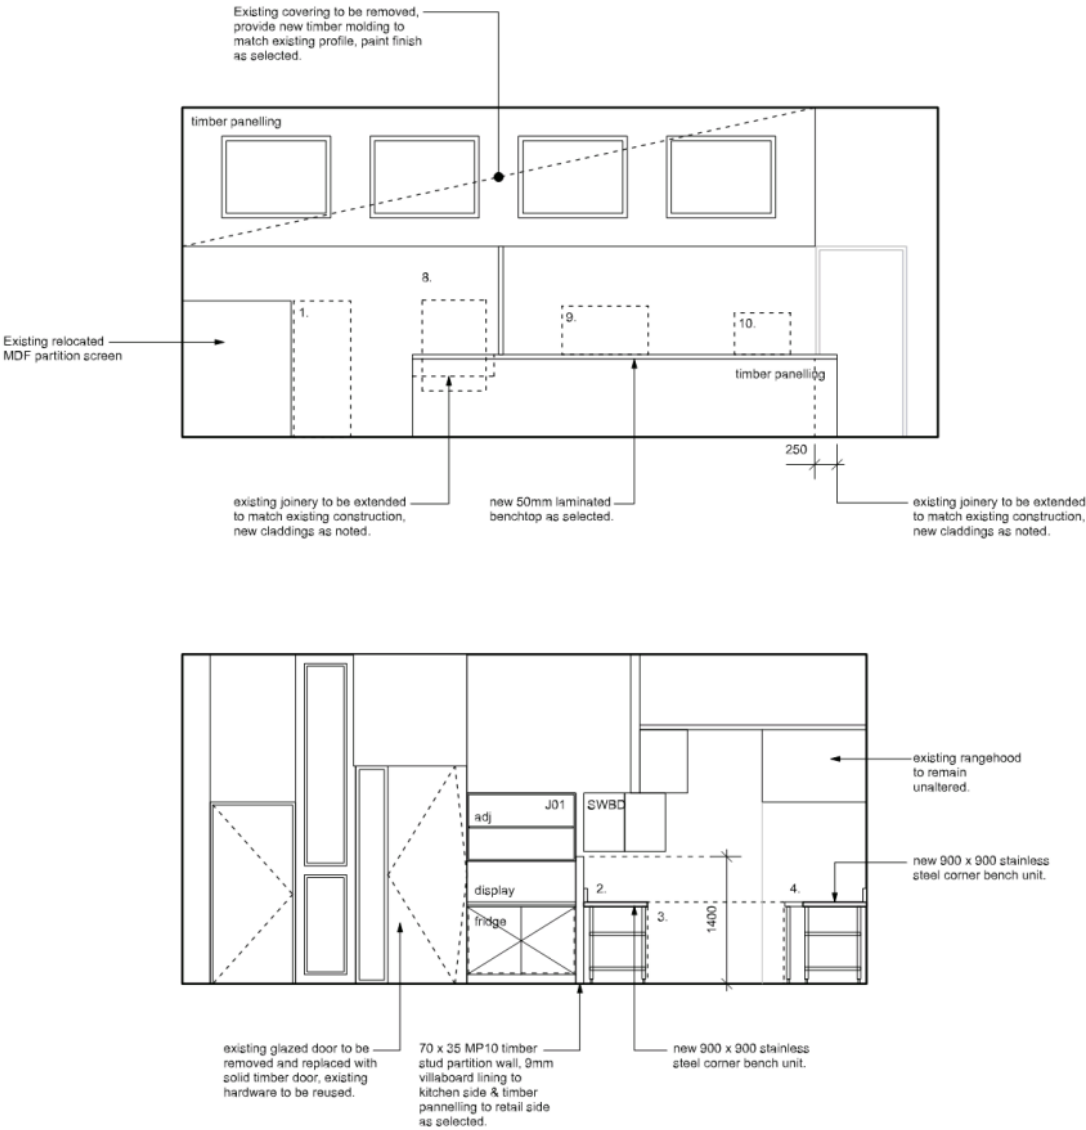 Existing covering to be removed,
provide new timber molding to
match existing profile, paint finish
as selected.
timber panelling
8.
1.
9.
10.
Existing relocated
MDF partition screen
timber panelling
250
existing joinery to be extended
to match existing construction,
new claddings as noted.
new 50mm laminated
benchtop as selected.
existing joinery to be extended
to match existing construction,
new claddings as noted.
existing rangehood
to remain
unaltered.
J01
SWBD
adj
new 900 x 900 stainless
steel corner bench unit.
display
2.
4.
3.
fridge
1400
existing glazed door to be
removed and replaced with
solid timber door, existing
hardware to be reused.
70 x 35 MP10 timber
stud partition wall, 9mm
villaboard lining to
kitchen side & timber
pannelling to retail side
as selected.
new 900 x 900 stainless
steel corner bench unit.